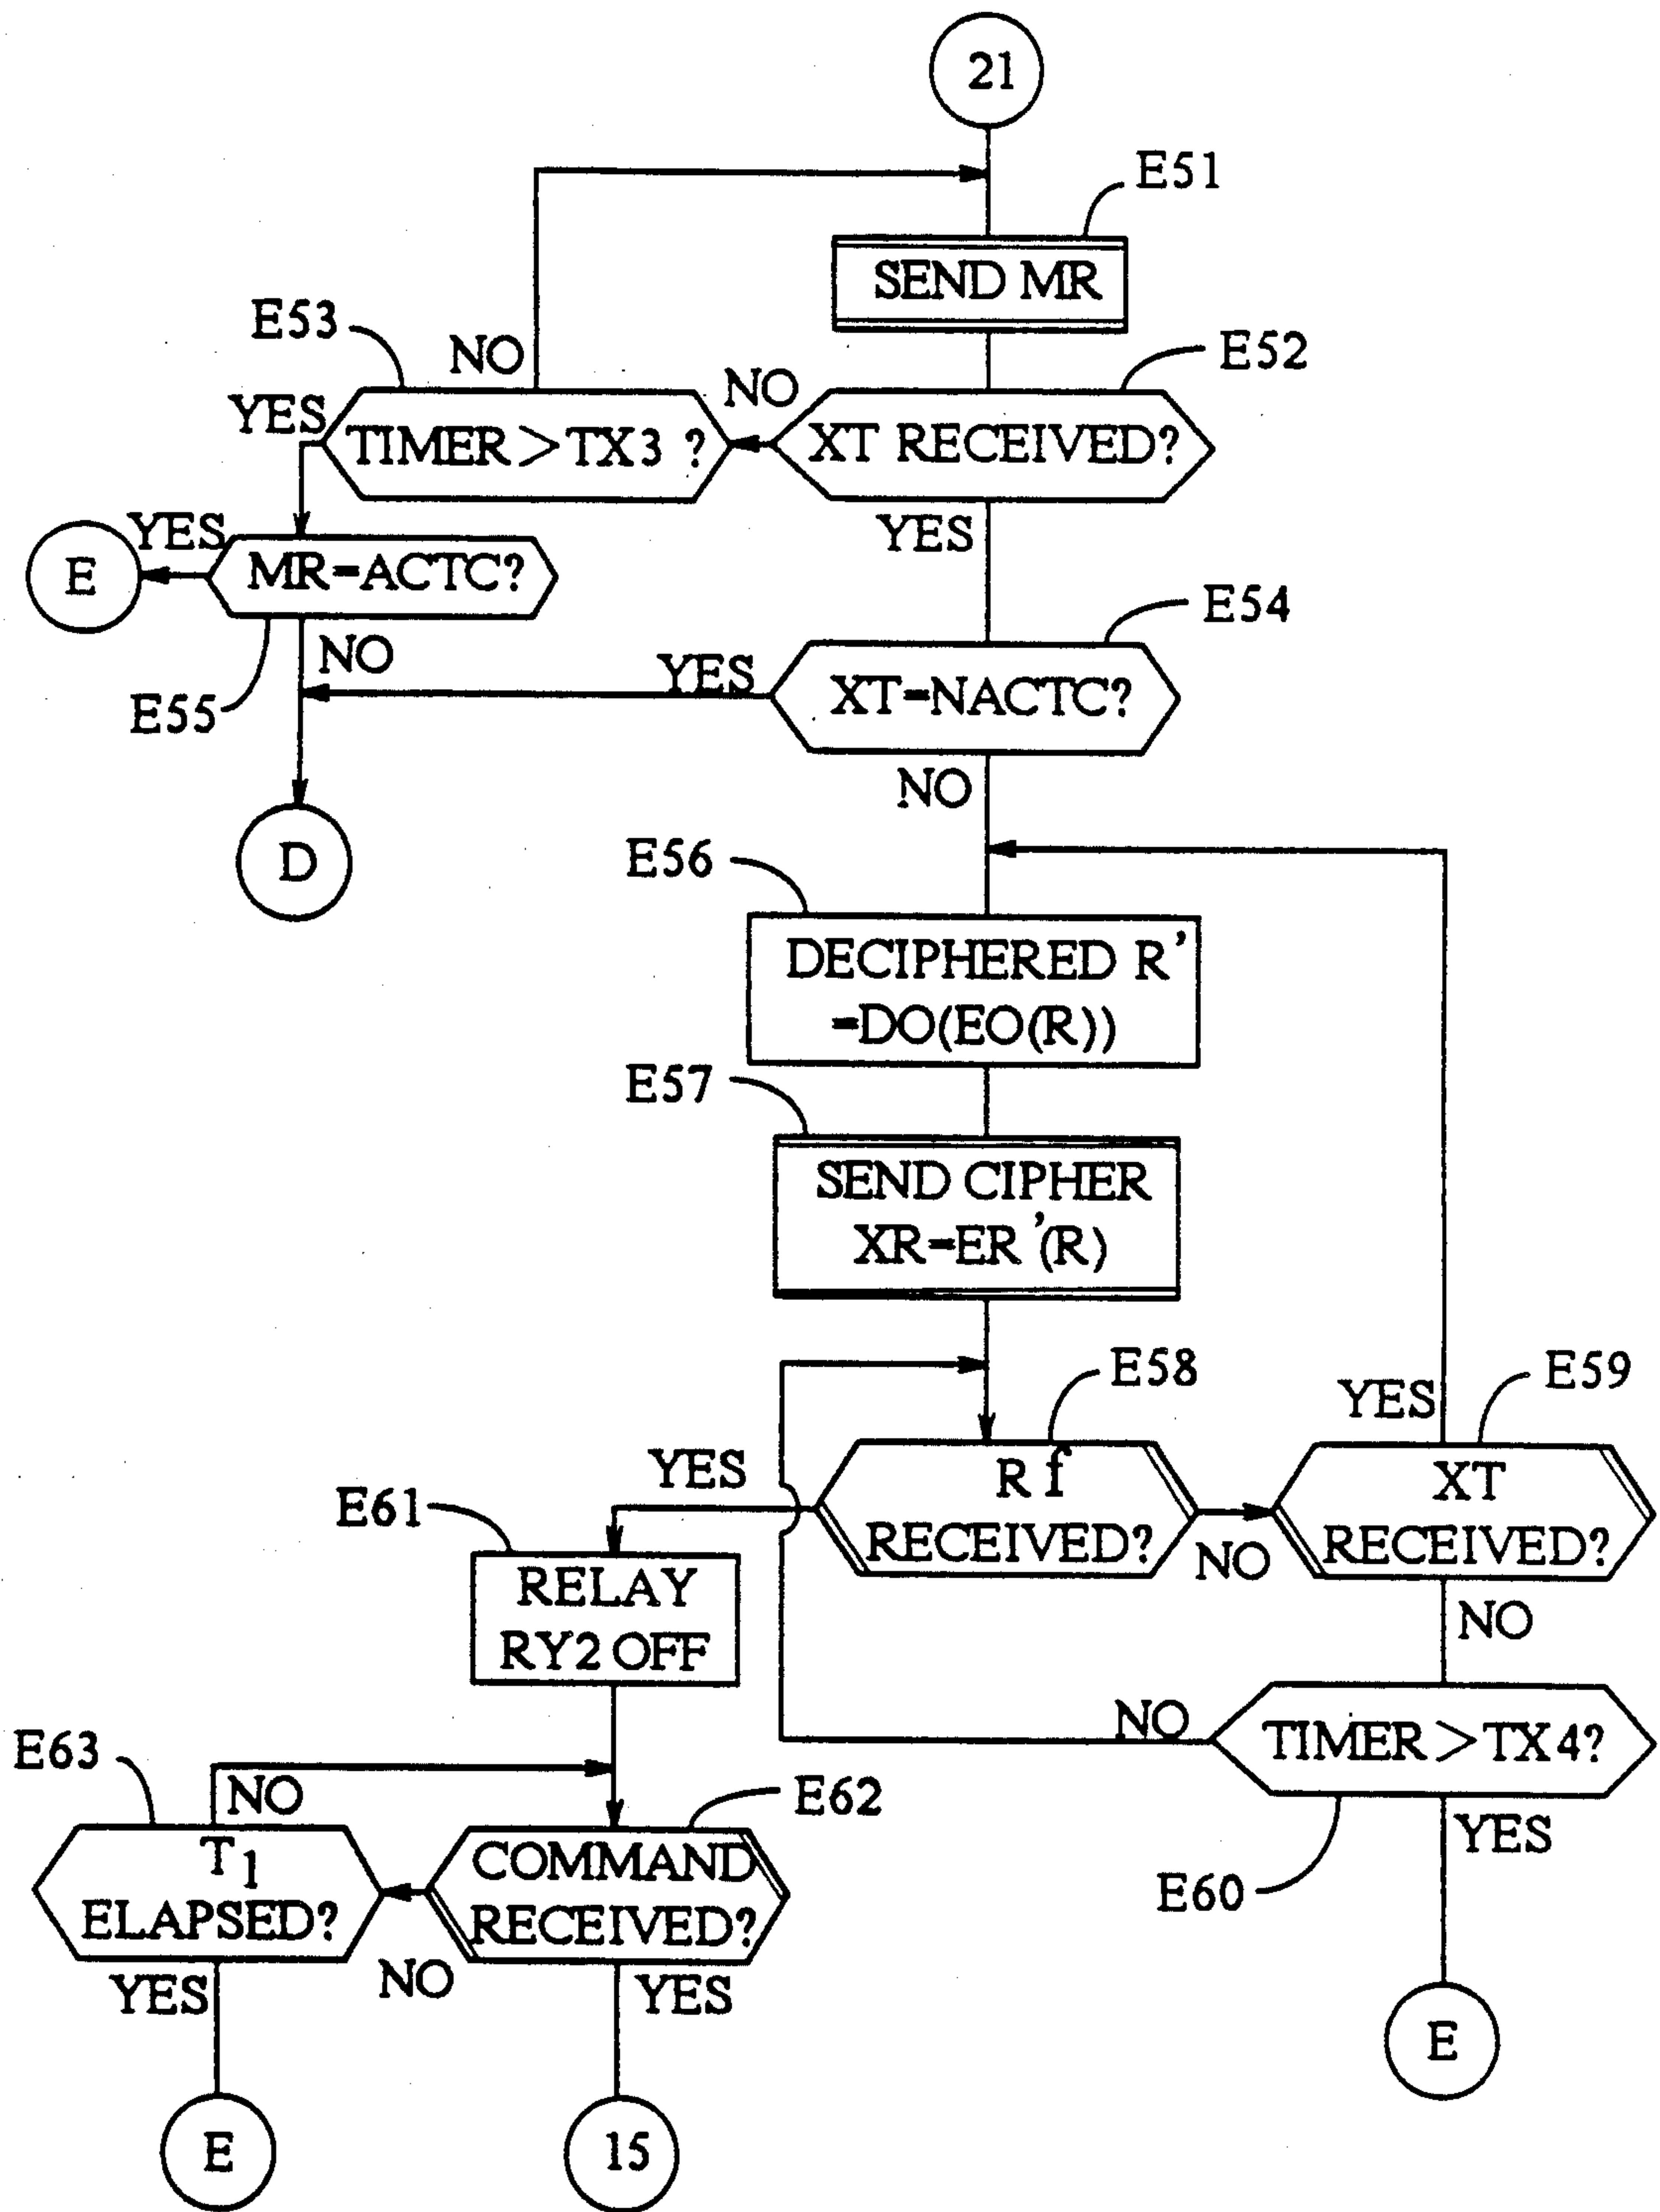 21
E51
SEND MR
E53
NO
E52
NO
YES
TIMER>TX3 ?
XT RECEIVED?
YES
YES
E
MR=ACTC?
E54
NO
YES
XT=NACTC?
E55
NO
D
E56
DECIPHERED R'
=DO(EO(R))
E57
SEND CIPHER
XR=ER'(R)
E58
E59
YES
YES
R f
RECEIVED?
XT
RECEIVED?
E61
NO
RELAY
RY2 OFF
NO
NO
TIMER>TX4?
E63
NO
E62
YES
T1
ELAPSED?
COMMAND
RECEIVED?
E60
YES
NO
YES
E
E
15